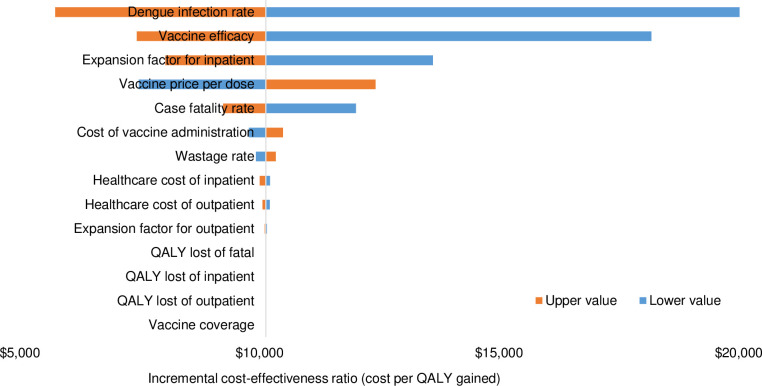 Dengue infection rate
Vaccine efficacy
Expansion factor for inpatient
Vaccine price per dose
Case fatality rate
Cost of vaccine administration
Wastage rate
Healthcare cost of inpatient
Healthcare cost of outpatient
Expansion factor for outpatient
QALY lost of fatal
QALY lost of inpatient
QALY lost of outpatient
Upper value Lower value
Vaccine coverage
$5,000 $10,000 $15,000 $20,000
Incremental cost-effectiveness ratio (cost per QALY gained)